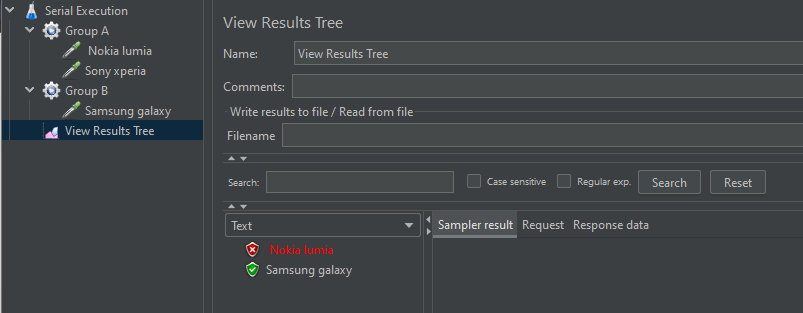 Serial Execution
Group A
Nokia lumia
Sony xperia
Group B
Samsung galaxy
View Results Tree
View Results Tree
Name: View Results Tree
Comments:
Write results to file / Read from file
Filename
Search: Case sensitive Regular exp. Search Reset
Text
Sampler result Request Response data
Nokia lumia
Samsung galaxy